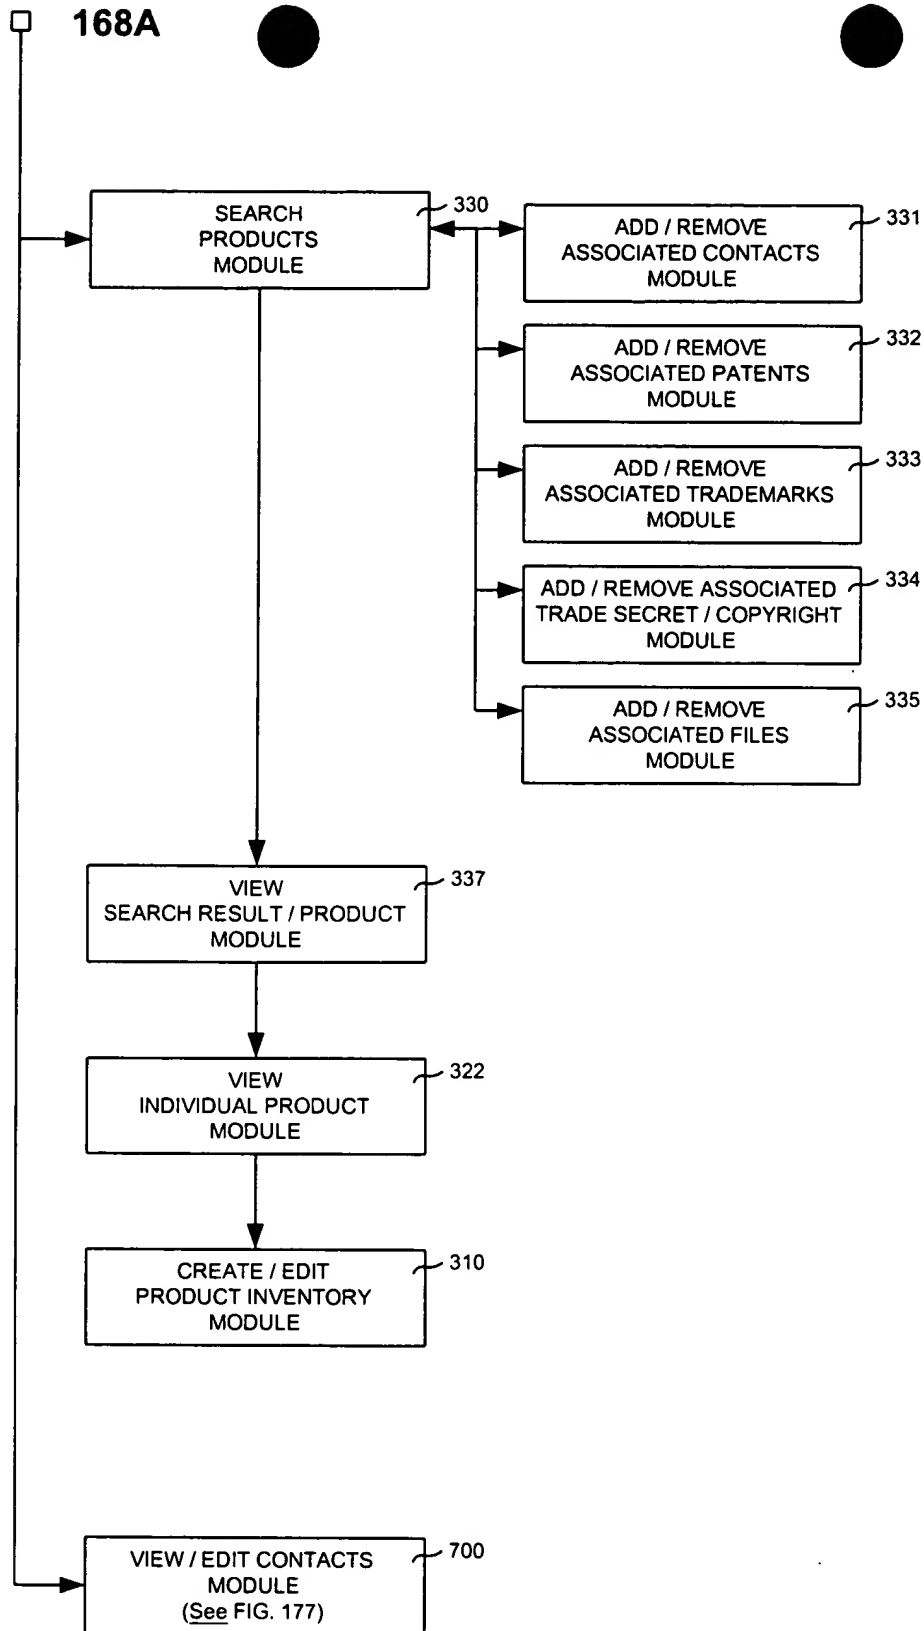 168A
SEARCH
PRODUCTS
MODULE
330
ADD / REMOVE
ASSOCIATED CONTACTS
MODULE
331
ADD / REMOVE
ASSOCIATED PATENTS
MODULE
332
ADD / REMOVE
ASSOCIATED TRADEMARKS
MODULE
333
ADD / REMOVE ASSOCIATED
TRADE SECRET / COPYRIGHT
MODULE
334
ADD / REMOVE
ASSOCIATED FILES
MODULE
335
VIEW
SEARCH RESULT / PRODUCT
MODULE
337
VIEW
INDIVIDUAL PRODUCT
MODULE
322
CREATE / EDIT
PRODUCT INVENTORY
MODULE
310
VIEW / EDIT CONTACTS
MODULE
(See FIG. 177)
700